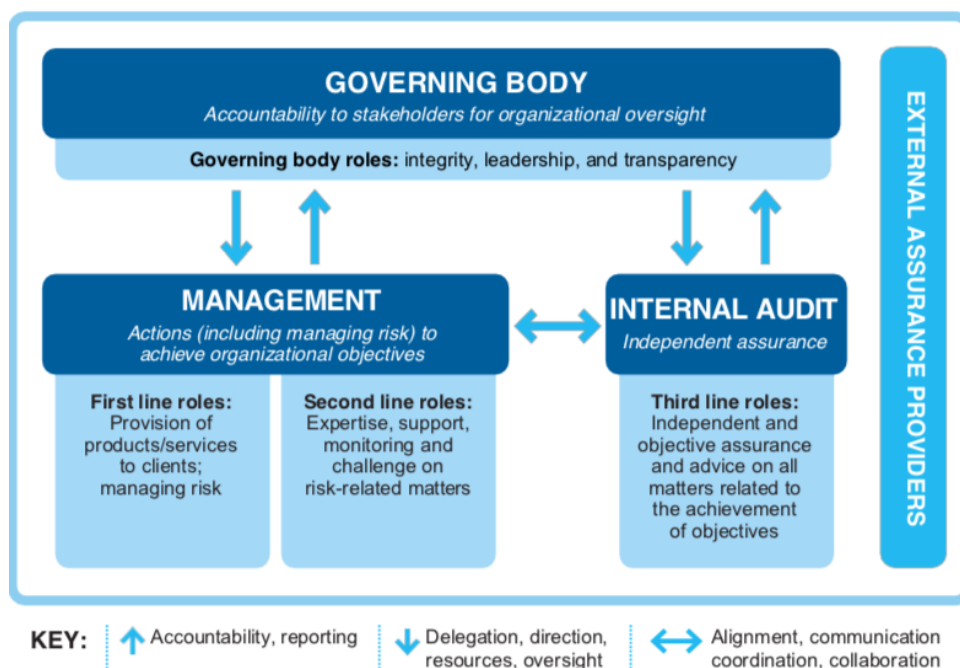 GOVERNING BODY
Accountability to stakeholders for organizational oversight
Governing body roles: integrity, leadership, and transparency
MANAGEMENT
Actions (including managing risk) to
achieve organizational objectives
First line roles:
Provision of
products/services
to clients;
managing risk
Second line roles:
Expertise, support,
monitoring and
challenge on
risk-related matters
INTERNAL AUDIT
Independent assurance
Third line roles:
Independent and
objective assurance
and advice on all
matters related to
the achievement
of objectives
EXTERNAL ASSURANCE PROVIDERS
KEY:
Accountability, reporting
Delegation, direction,
resources, oversight
Alignment, communication
coordination, collaboration